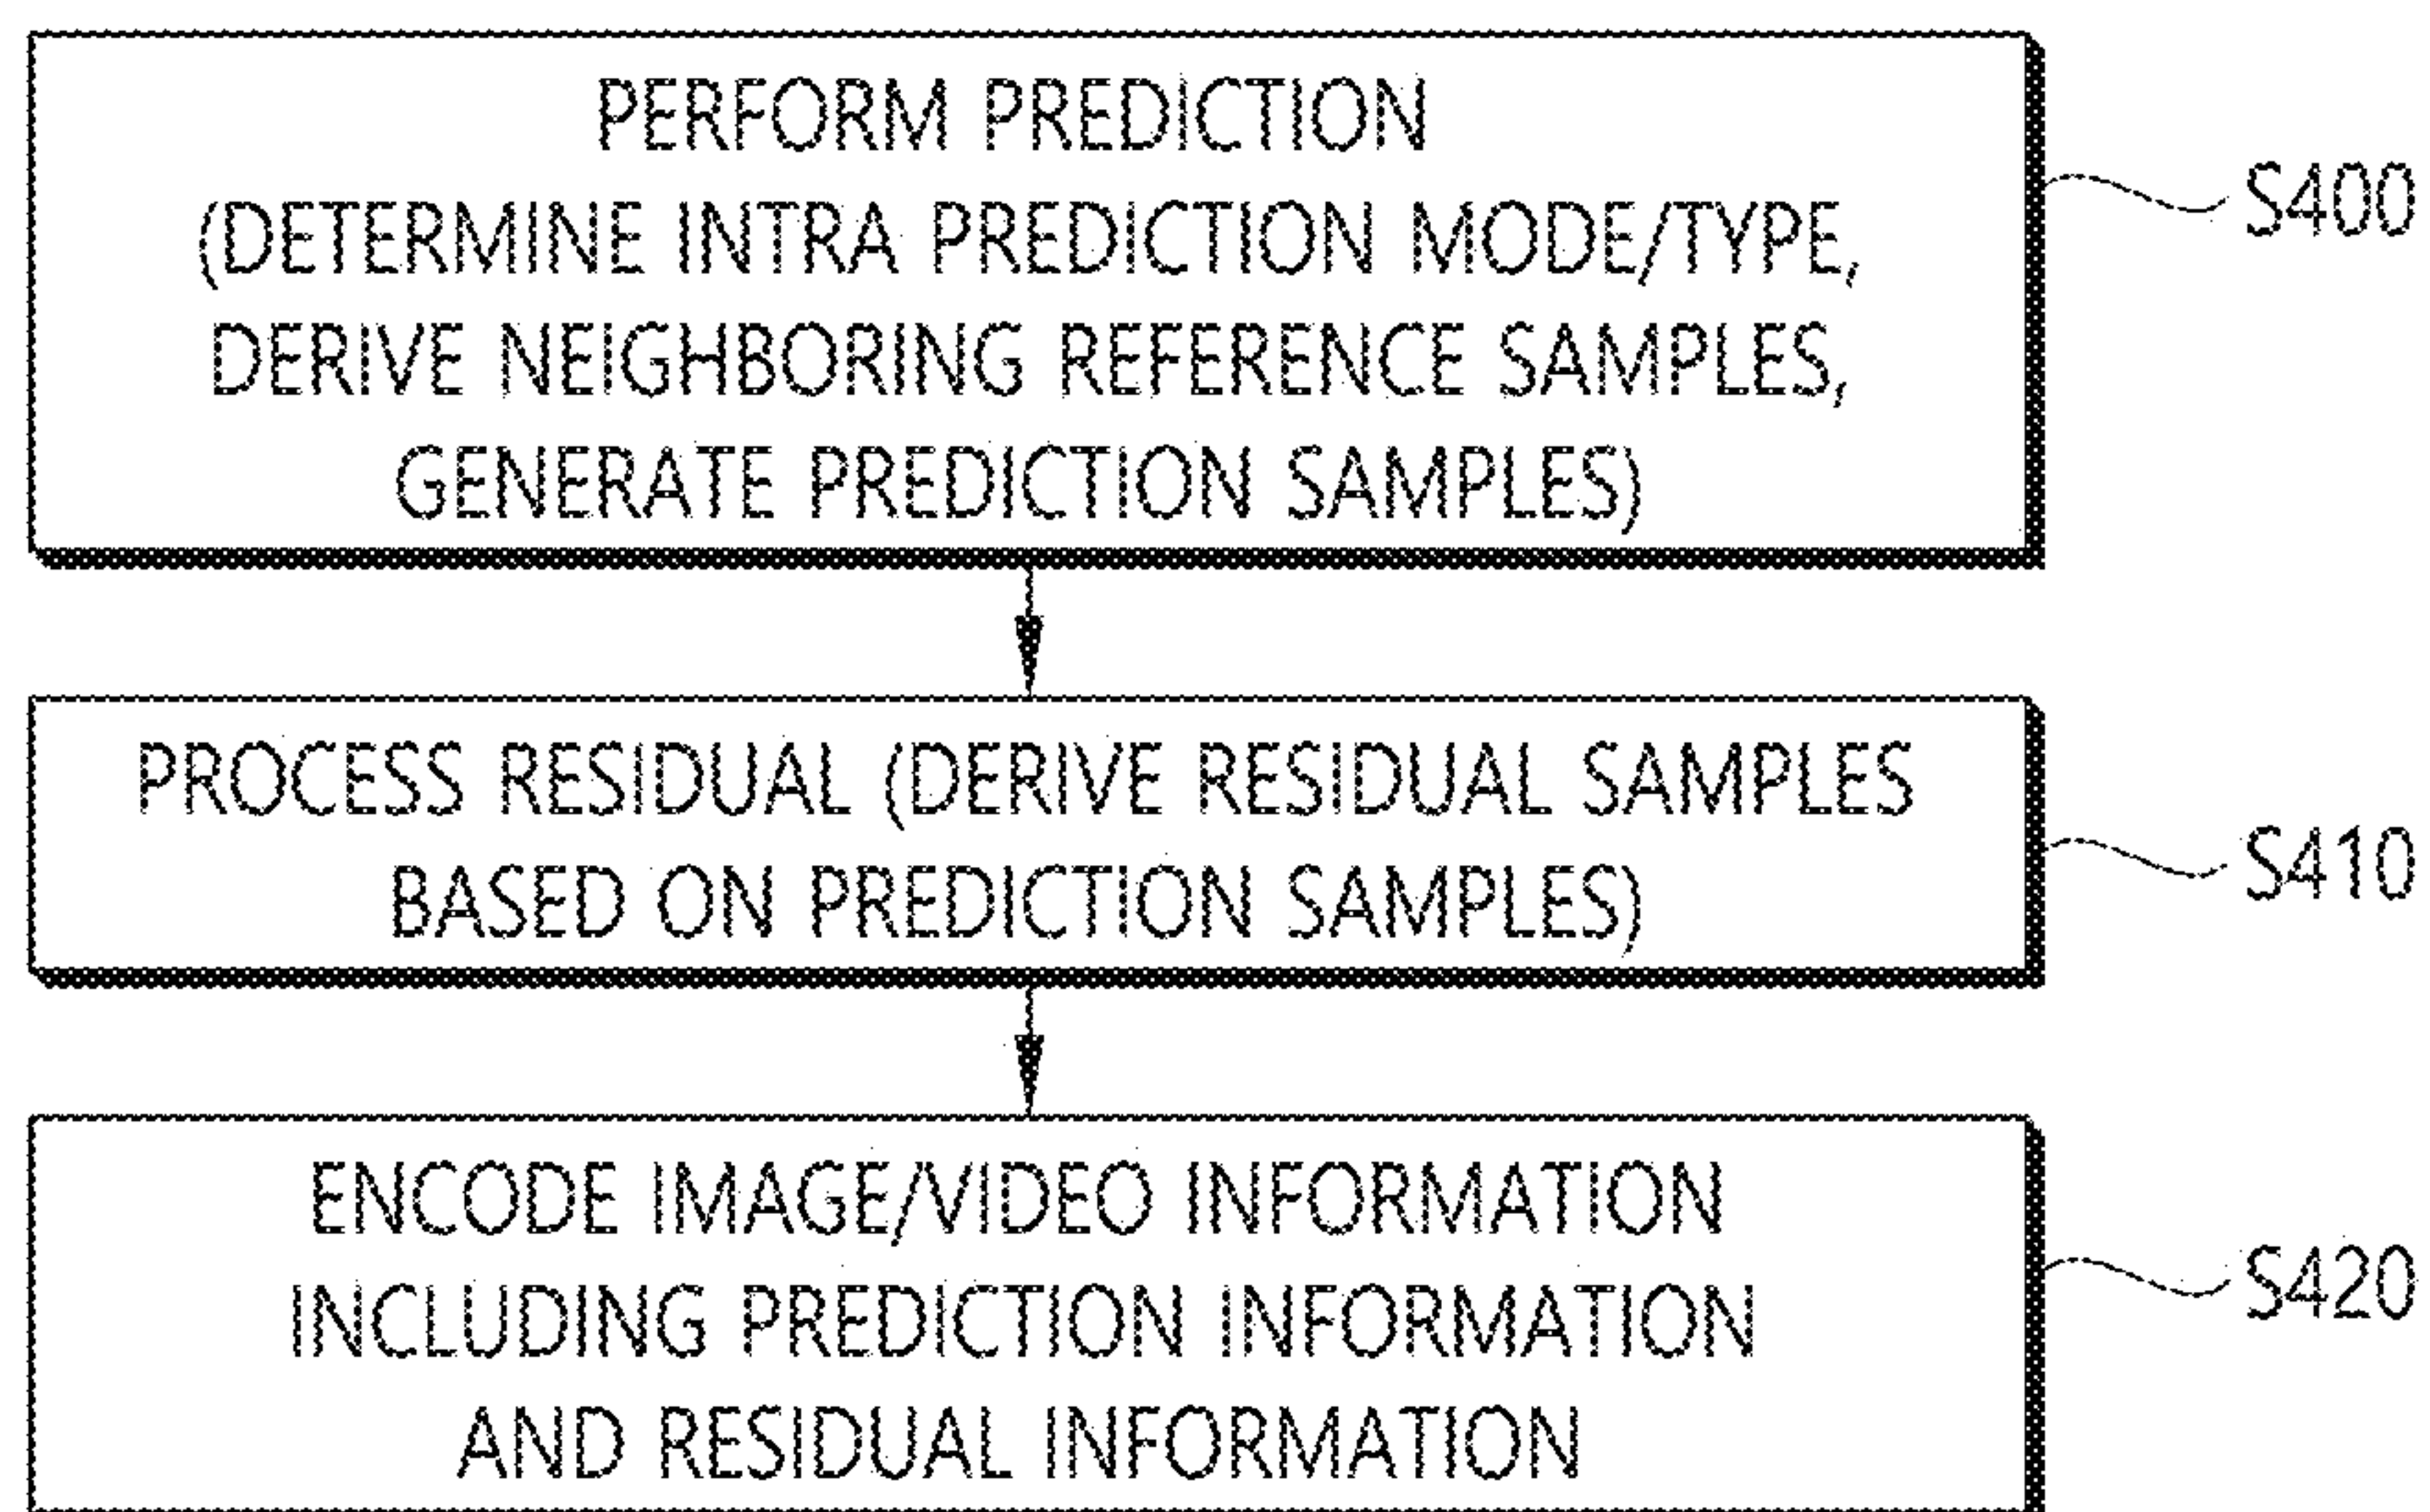 PERFORM PREDICTION
(DETERMINE INTRA PREDICTION MODE/TYPE,
DERIVE NEIGHBORING REFERENCE SAMPLES,
GENERATE PREDICTION SAMPLES)
S400
PROCESS RESIDUAL (DERIVE RESIDUAL SAMPLES
BASED ON PREDICTION SAMPLES)
S410
ENCODE IMAGE/VIDEO INFORMATION
INCLUDING PREDICTION INFORMATION
AND RESIDUAL INFORMATION
S420